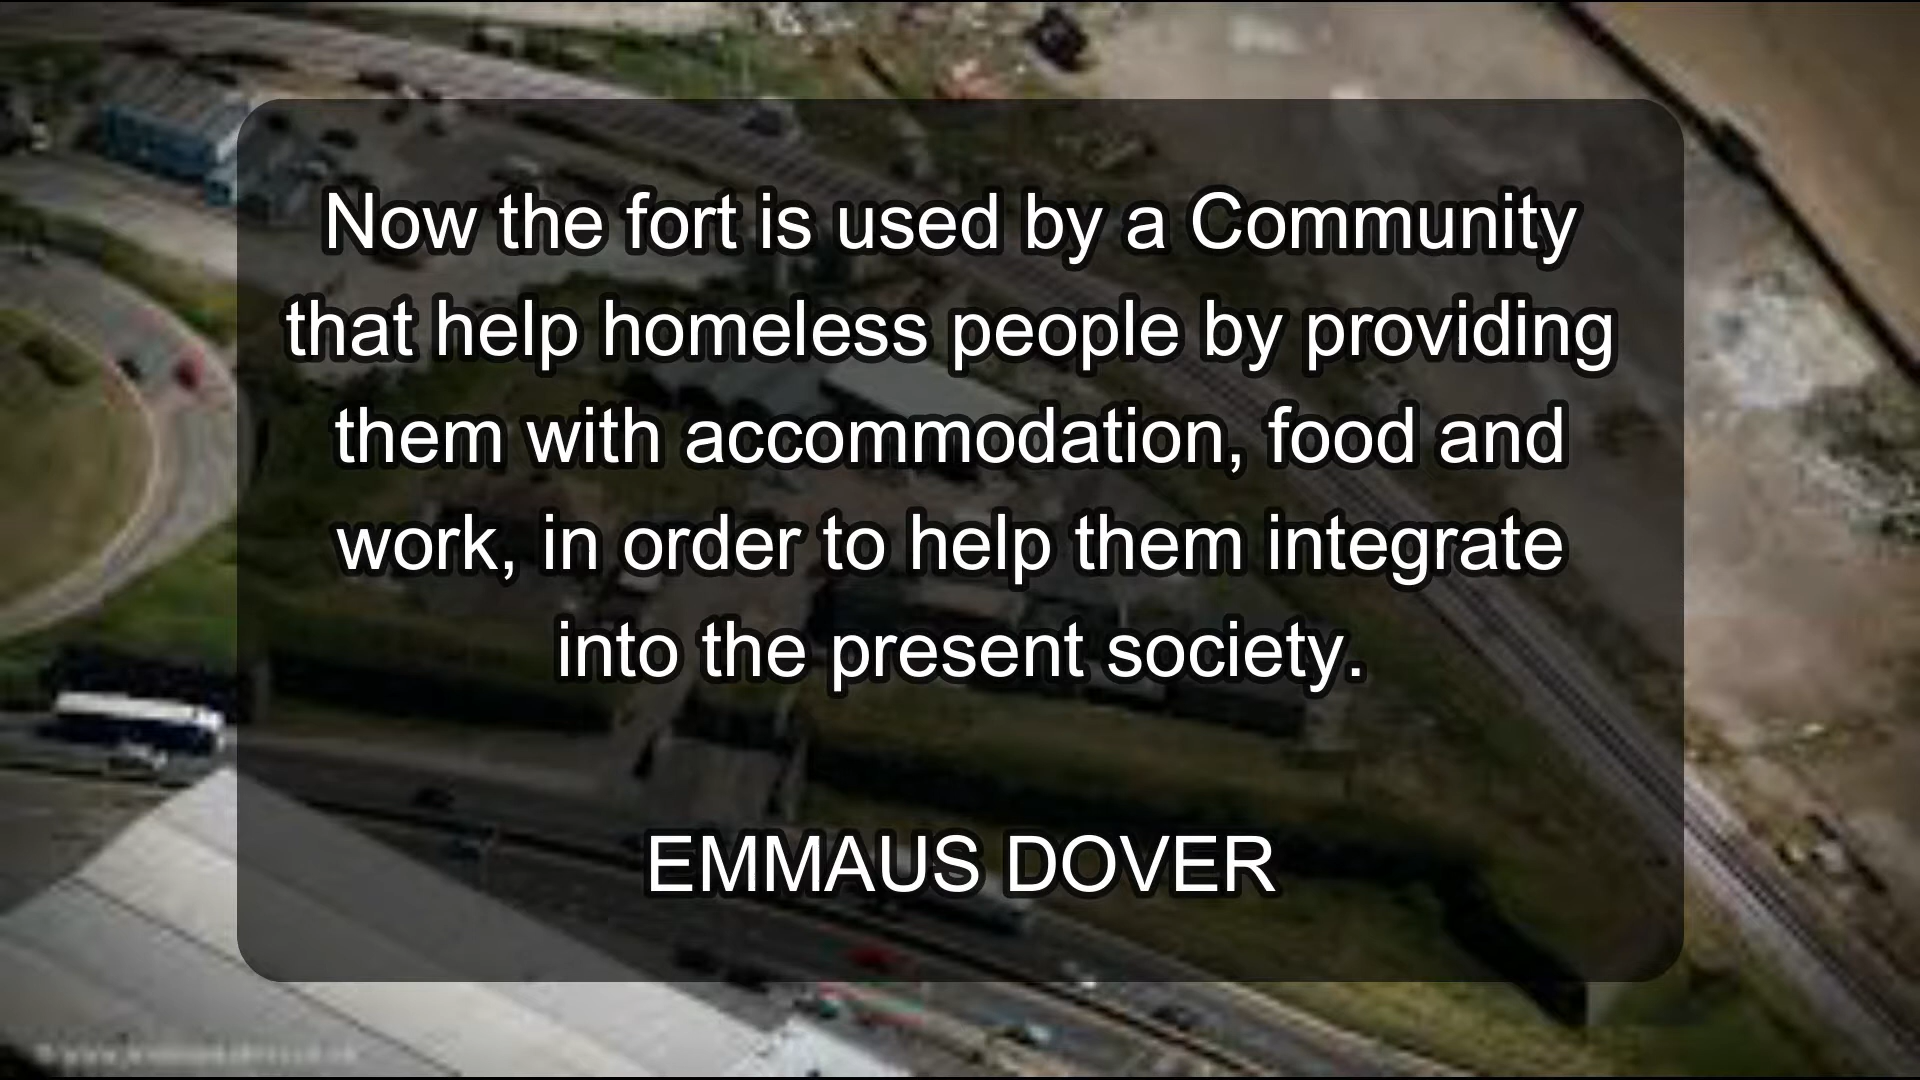 Now the fort is used by a Community
that help homeless people by providing
them with accommodation, food and
work, in order to help them integrate
into the present society.
EMMAUS DOVER